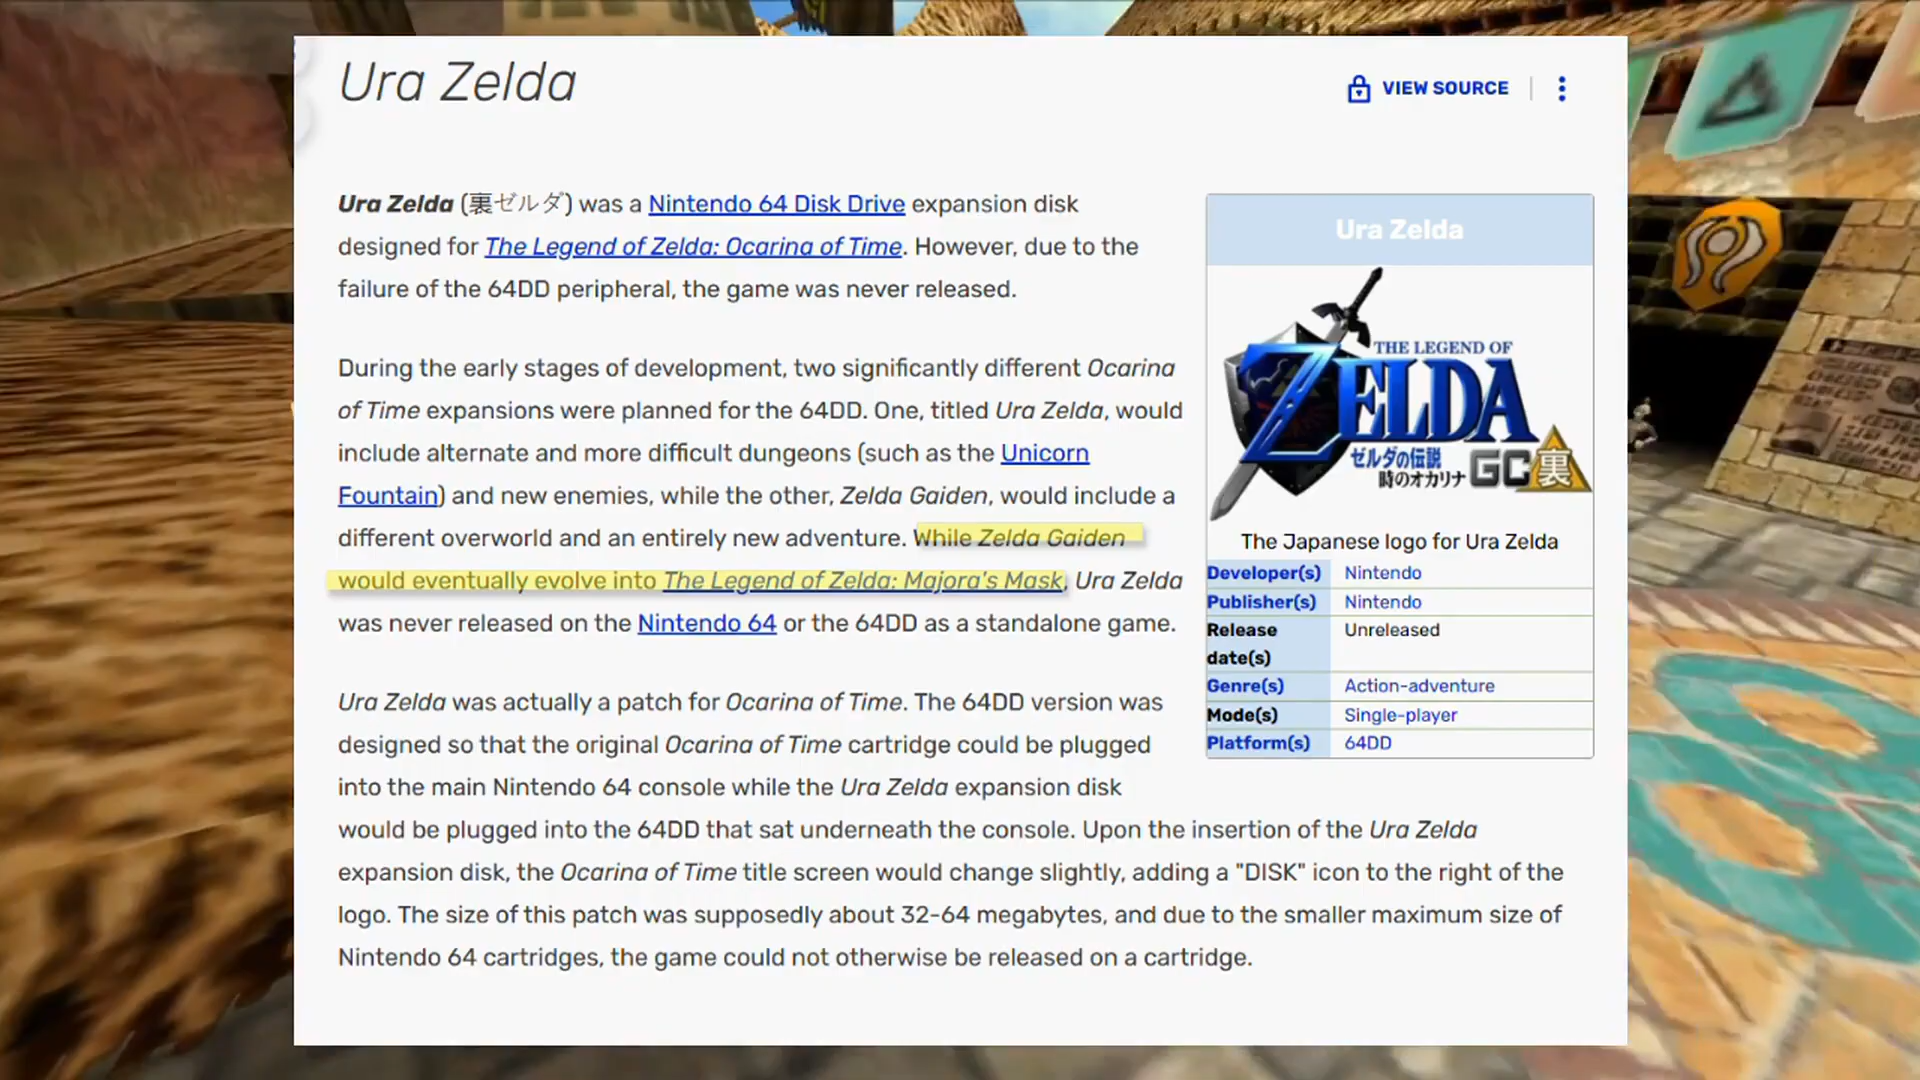 Ura Zelda
VIEW SOURCE
Ura Zelda (裏ゼルダ) was a Nintendo 64 Disk Drive expansion disk
designed for The Legend of Zelda: Ocarina of Time. However, due to the
failure of the 64DD peripheral, the game was never released.
During the early stages of development, two significantly different Ocarina
of Time expansions were planned for the 64DD. One, titled Ura Zelda, would
include alternate and more difficult dungeons (such as the Unicorn
Fountain) and new enemies, while the other, Zelda Gaiden, would include a
different overworld and an entirely new adventure. While Zelda Gaiden
would eventually evolve into The Legend of Zelda: Majora's Mask, Ura Zelda
was never released on the Nintendo 64 or the 64DD as a standalone game.
Ura Zelda was actually a patch for Ocarina of Time. The 64DD version was
designed so that the original Ocarina of Time cartridge could be plugged
into the main Nintendo 64 console while the Ura Zelda expansion disk
would be plugged into the 64DD that sat underneath the console. Upon the insertion of the Ura Zelda
expansion disk, the Ocarina of Time title screen would change slightly, adding a "DISK" icon to the right of the
logo. The size of this patch was supposedly about 32-64 megabytes, and due to the smaller maximum size of
Nintendo 64 cartridges, the game could not otherwise be released on a cartridge.
Ura Zelda
THE LEGEND OF
ZELDA
ゼルダの伝説
時のオカリナ GC裏
The Japanese logo for Ura Zelda
Developer(s) Nintendo
Publisher(s) Nintendo
Release Unreleased
date(s)
Genre(s) Action-adventure
Mode(s) Single-player
Platform(s) 64DD